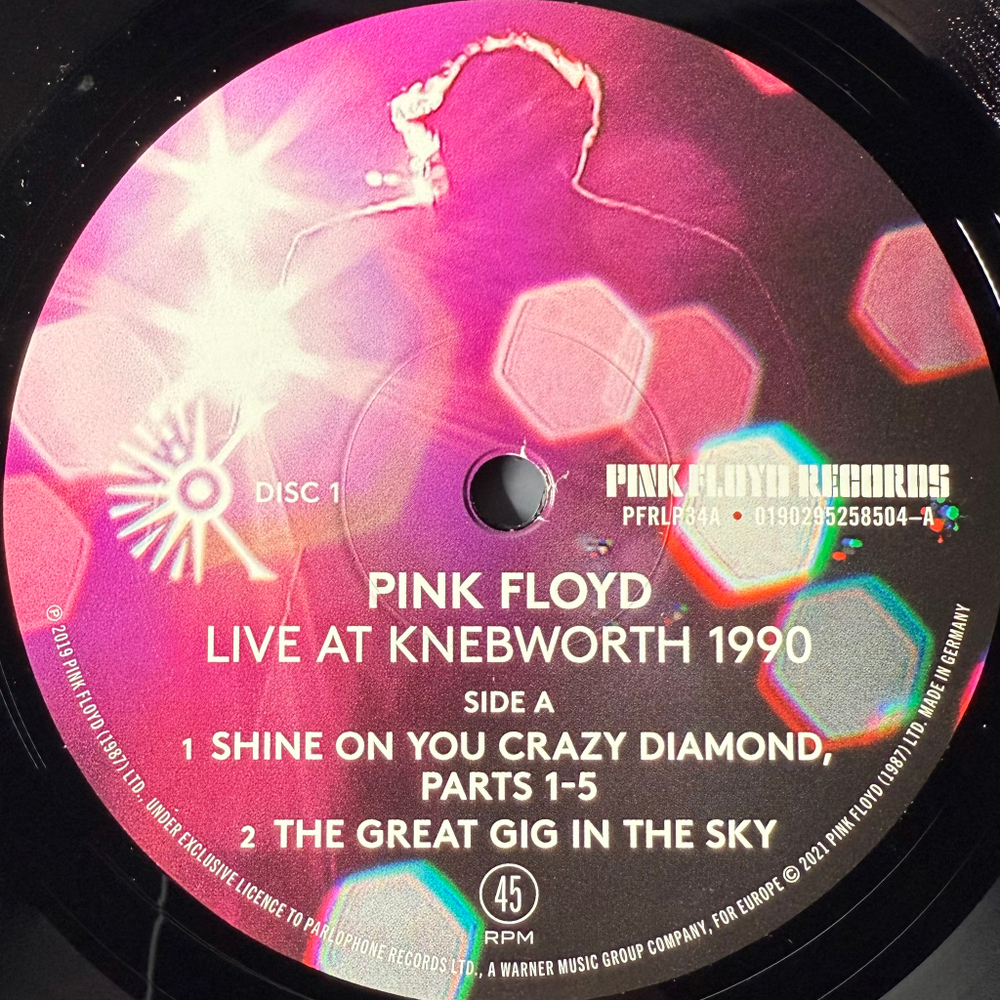 DISC 1
PINK FLOYD RECORDS
PFRLP34A • 0190295258504–A
PINK FLOYD
LIVE AT KNEBWORTH 1990
SIDE A
1 SHINE ON YOU CRAZY DIAMOND,
PARTS 1-5
2 THE GREAT GIG IN THE SKY
45
RPM
℗ 2019 PINK FLOYD (1987) LTD., UNDER EXCLUSIVE LICENCE TO PARLOPHONE RECORDS LTD., A WARNER MUSIC GROUP COMPANY, FOR EUROPE © 2021 PINK FLOYD (1987) LTD. MADE IN GERMANY